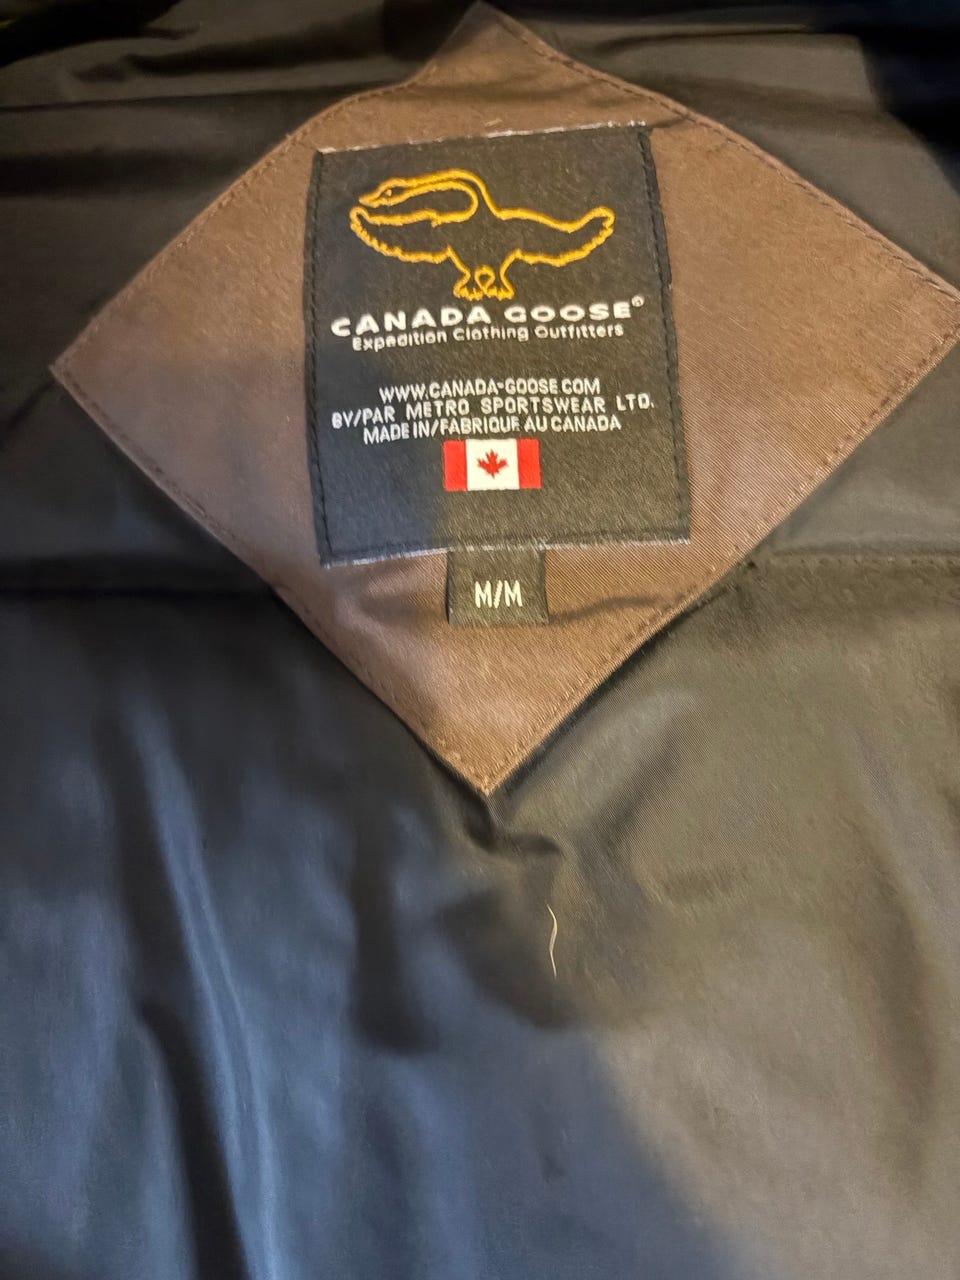 CANADA GOOSE®
Expedition Clothing Outfitters
WWW.CANADA-GOOSE.COM
BY/PAR METRO SPORTSWEAR LTD.
MADE IN/FABRIQUE AU CANADA
M/M